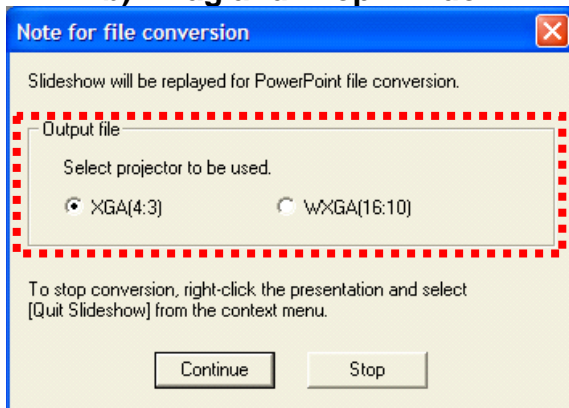 Note for file conversion
Slideshow will be replayed for PowerPoint file conversion.
Output file
Select projector to be used.
XGA(4:3) WXGA(16:10)
To stop conversion, right-click the presentation and select
[Quit Slideshow] from the context menu.
Continue Stop